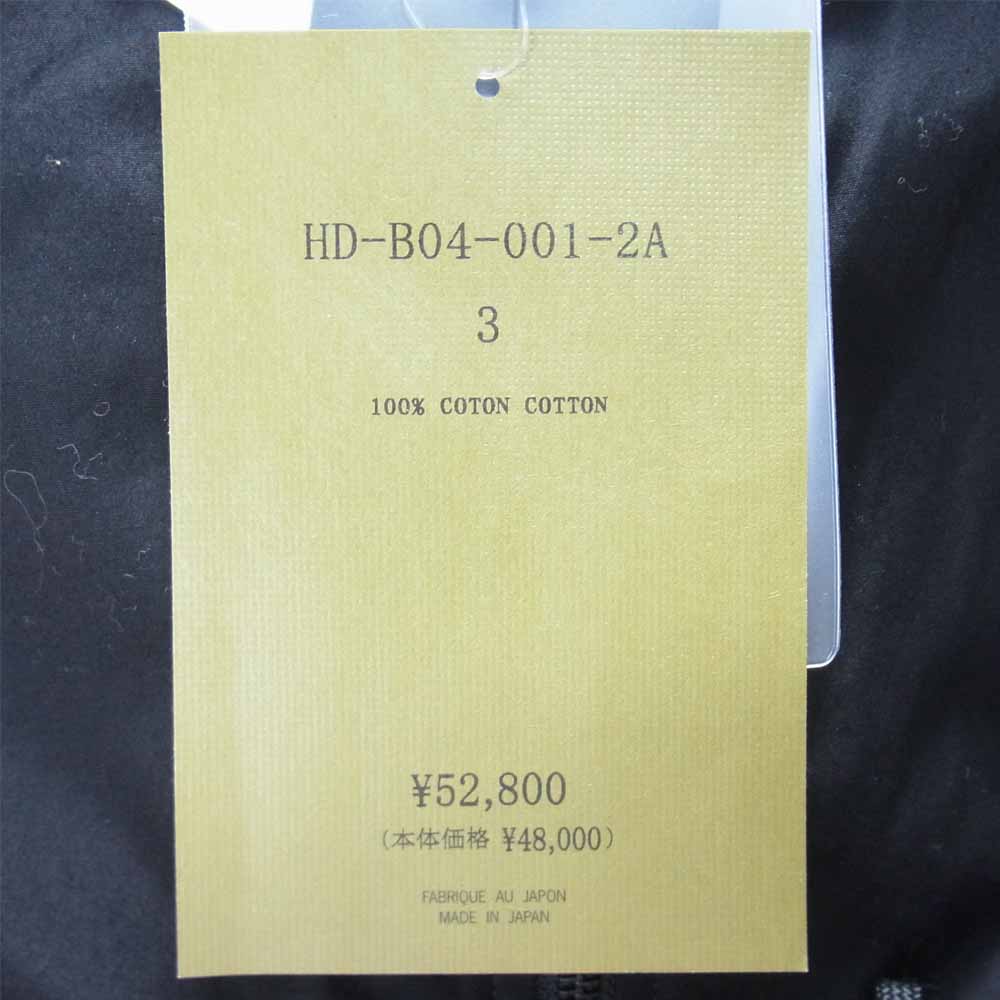 HD-B04-001-2A
3
100% COTON COTTON
¥52,800
(本体価格 ¥48,000)
FABRIQUE AU JAPON
MADE IN JAPAN